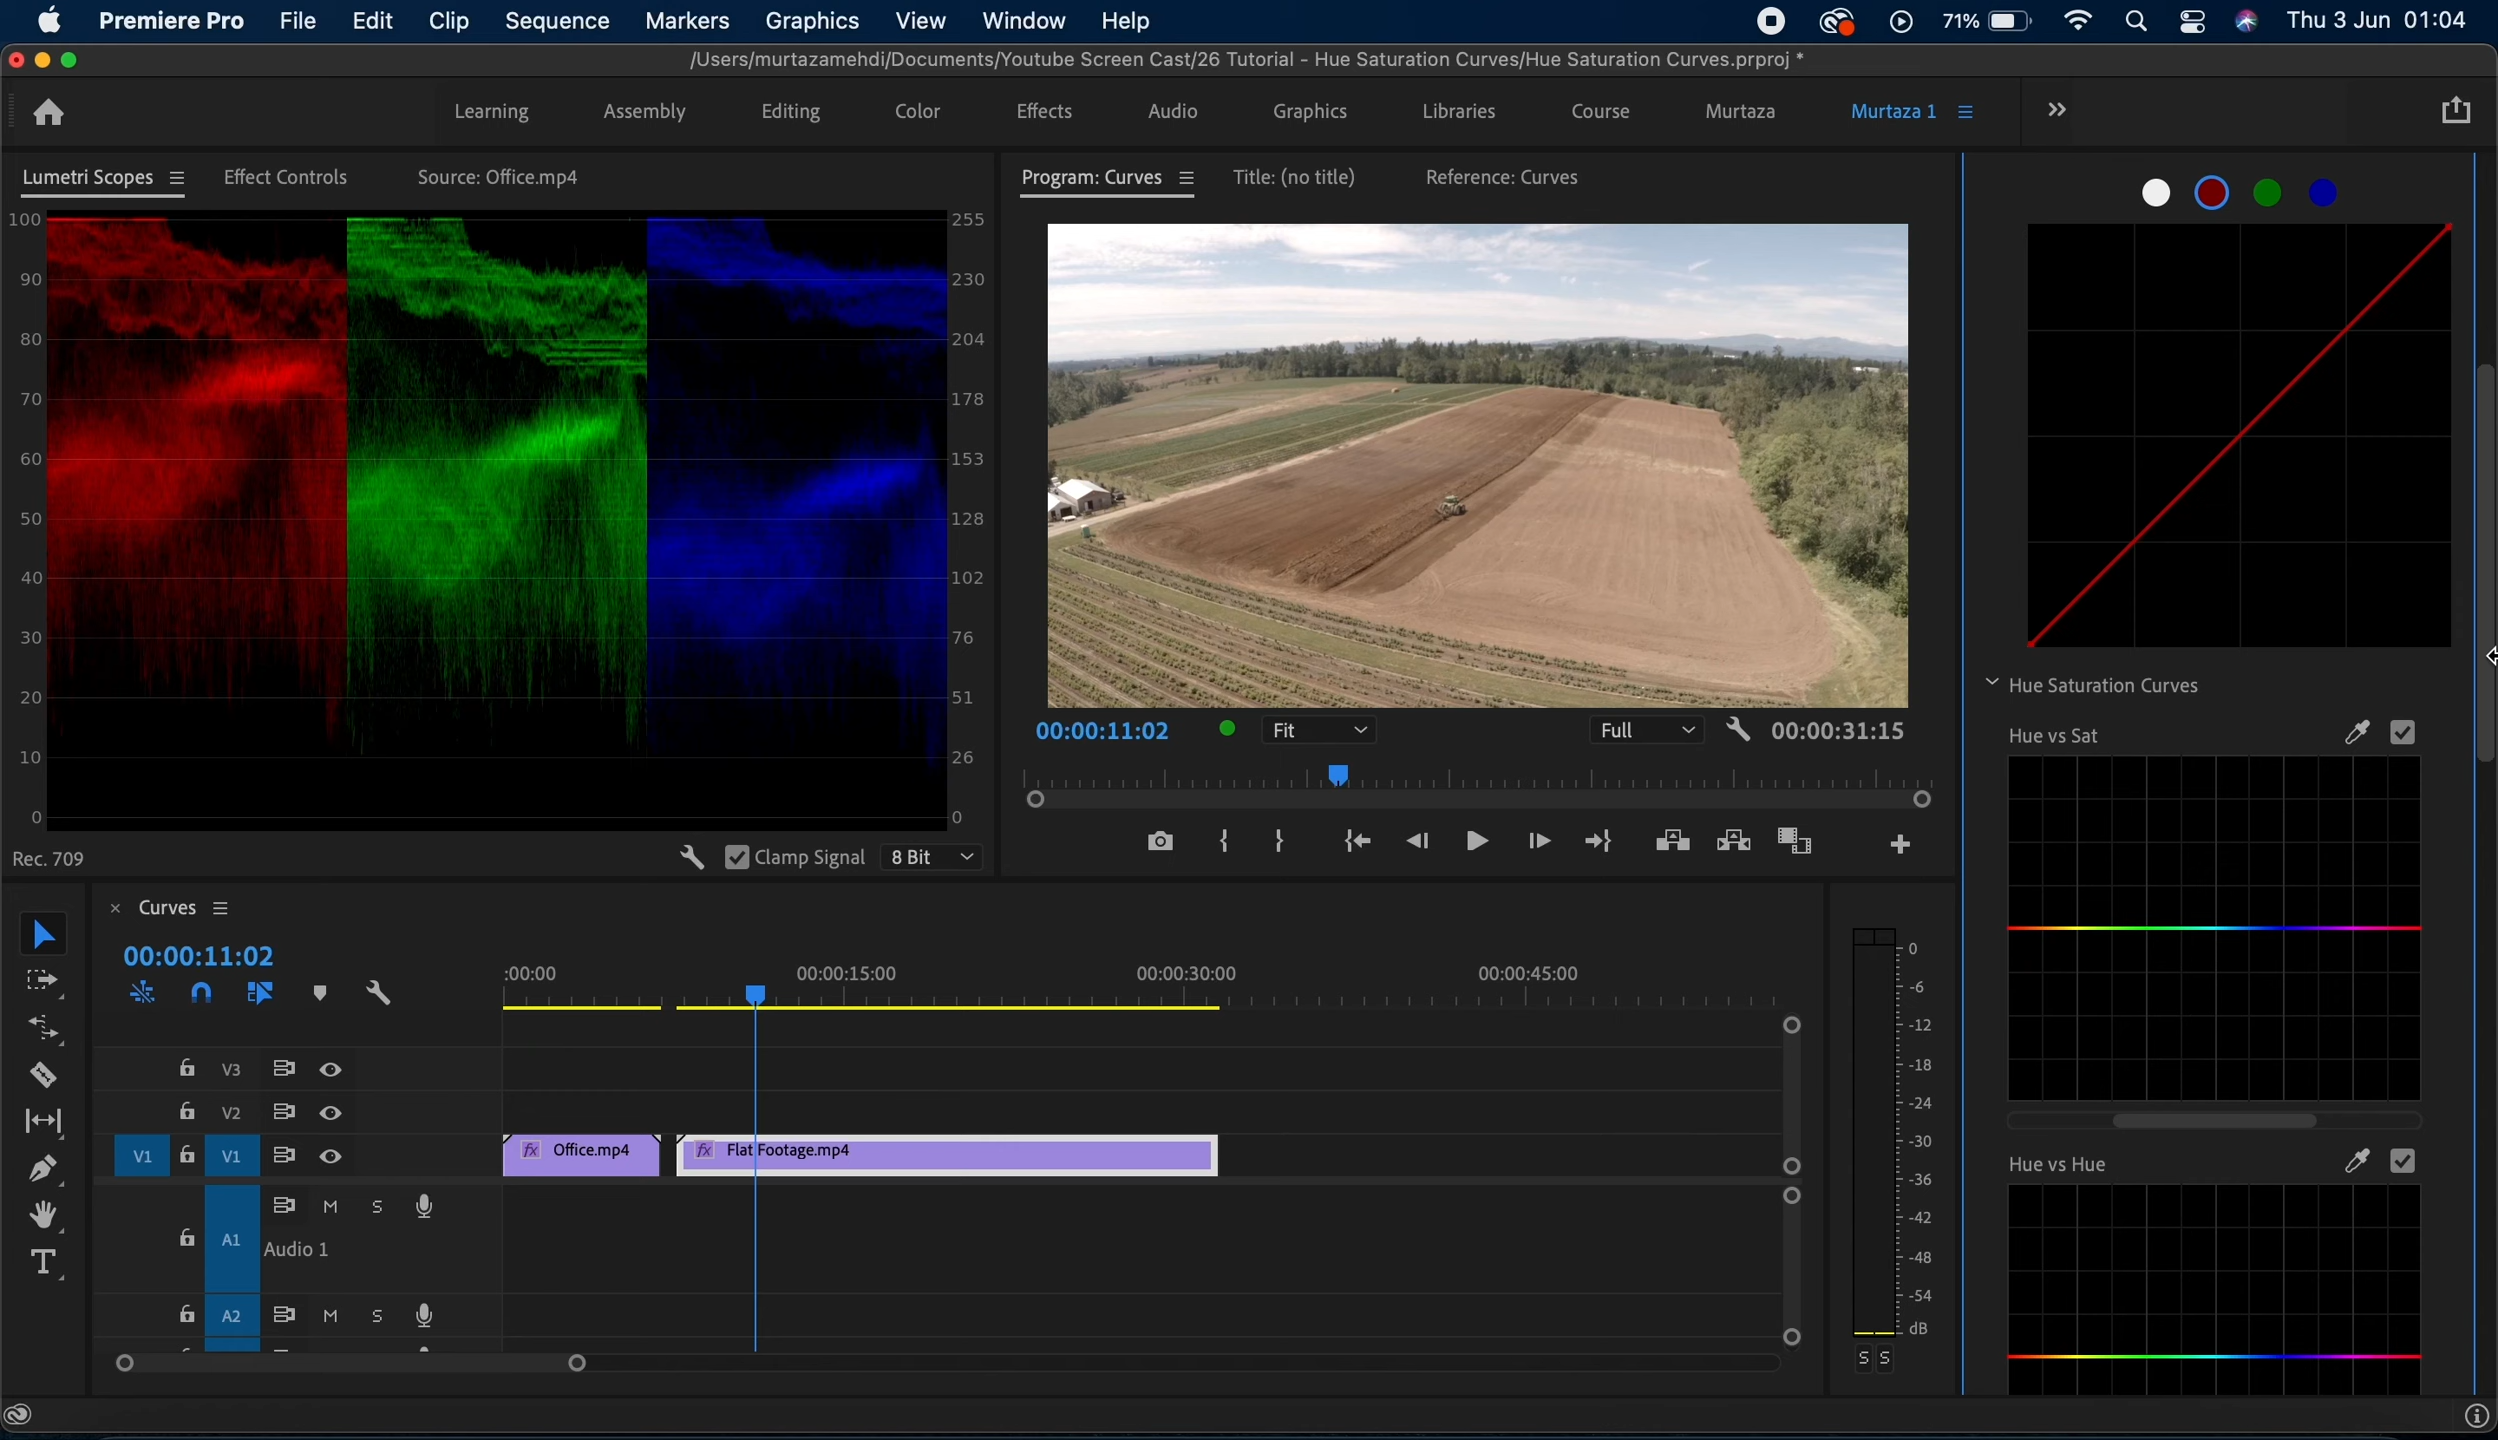 Premiere Pro File Edit Clip Sequence Markers Graphics View Window Help 71% Thu 3 Jun 01:04
/Users/murtazamehdi/Documents/Youtube Screen Cast/26 Tutorial - Hue Saturation Curves/Hue Saturation Curves.prproj *
Learning Assembly Editing Color Effects Audio Graphics Libraries Course Murtaza Murtaza 1
Lumetri Scopes Effect Controls Source: Office.mp4
100 255
90 230
80 204
70 178
60 153
50 128
40 102
30 76
20 51
10 26
0 0
Rec. 709 Clamp Signal 8 Bit
Program: Curves Title: (no title) Reference: Curves
00:00:11:02 Fit Full 00:00:31:15
Hue Saturation Curves
Hue vs Sat
Hue vs Hue
× Curves
00:00:11:02
:00:00 00:00:15:00 00:00:30:00 00:00:45:00
V3
V2
V1 V1 fx Office.mp4 fx Flat Footage.mp4
M S
A1 Audio 1
A2 M S
0
-6
-12
-18
-24
-30
-36
-42
-48
-54
dB
S S